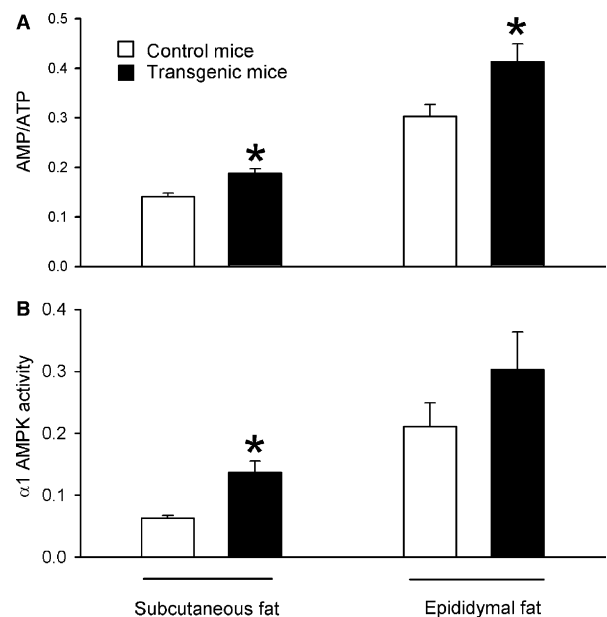 A
0.5
0.4
0.3
0.2
0.1
0.0
AMP/ATP
Control mice
Transgenic mice
*
*
B
0.4
0.3
0.2
0.1
0.0
α1 AMPK activity
*
Subcutaneous fat
Epididymal fat